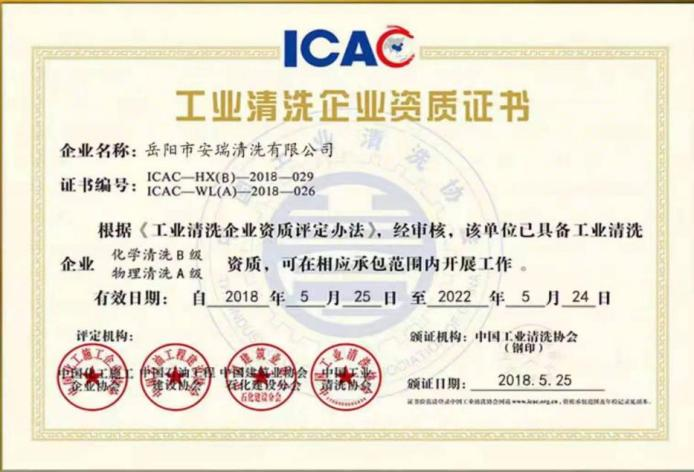 ICAC
工业清洗企业资质证书
企业名称：岳阳市安瑞清洗有限公司
证书编号：ICAC—HX(B)—2018—029
ICAC—WL(A)—2018—026
根据《工业清洗企业资质评定办法》，经审核，该单位已具备工业清洗
企业 化学清洗B级 资质，可在相应承包范围内开展工作。
物理清洗A级
有效日期：自 2018 年 5 月 25 日 至 2022 年 5 月 24 日
评定机构：
中国化工施工企业协会
中国石油工程建设协会
中国建筑业协会石化建设分会
中国工业清洗协会
颁证机构：中国工业清洗协会
（钢印）
颁证日期：2018.5.25